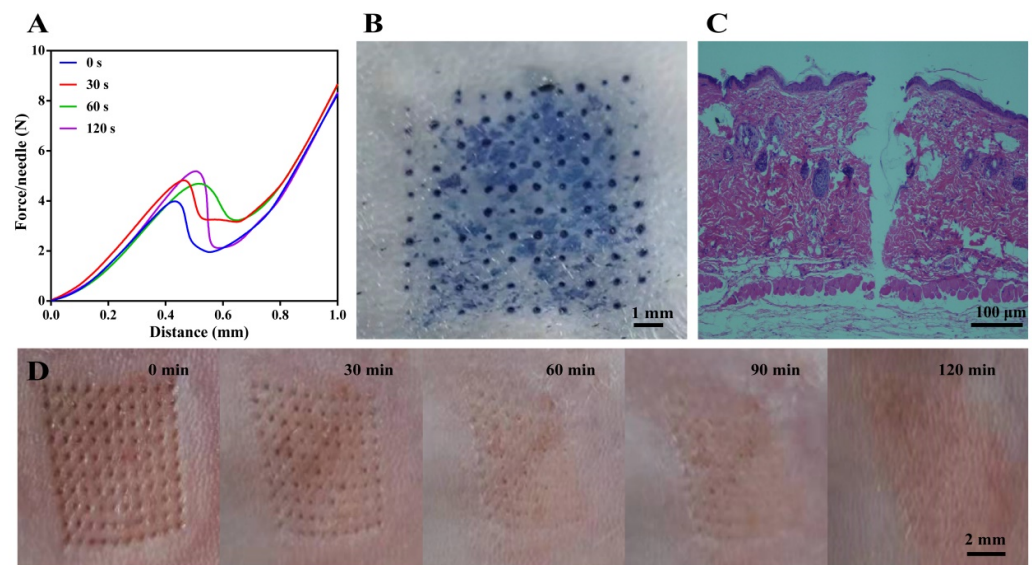 A
Force/needle (N)
10
8
6
4
2
0
0 s
30 s
60 s
120 s
0.0 0.2 0.4 0.6 0.8 1.0
Distance (mm)
B
1 mm
C
100 μm
D
0 min
30 min
60 min
90 min
120 min
2 mm